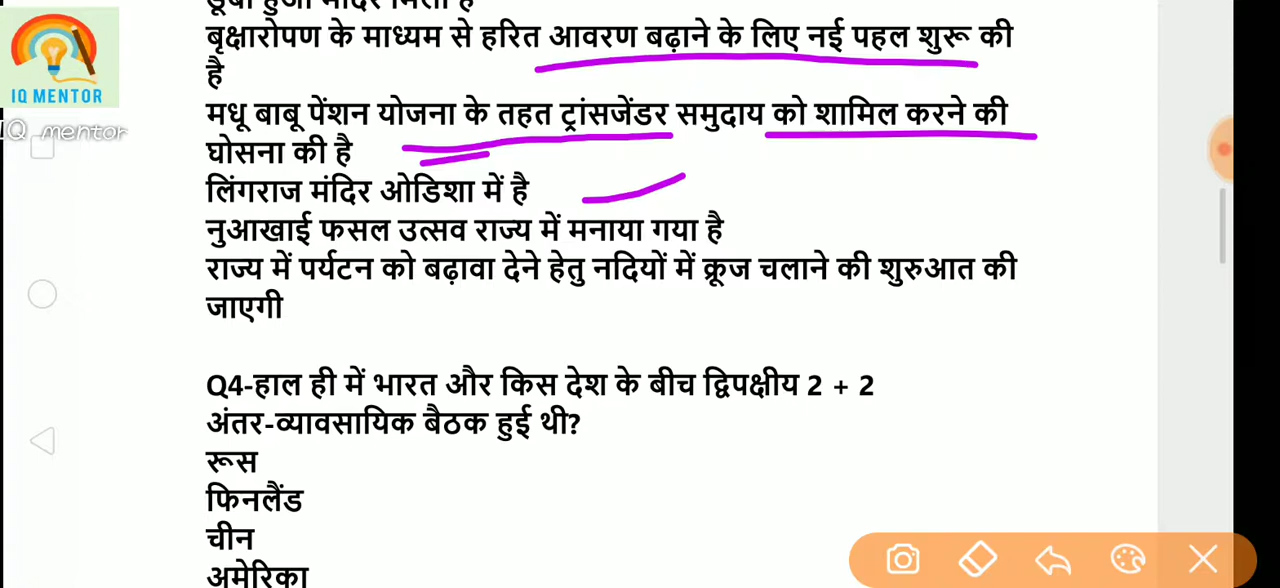 डूबा हुआ मंदिर मिला है
बृक्षारोपण के माध्यम से हरित आवरण बढ़ाने के लिए नई पहल शुरू की
है
मधू बाबू पेंशन योजना के तहत ट्रांसजेंडर समुदाय को शामिल करने की
घोसना की है
लिंगराज मंदिर ओडिशा में है
नुआखाई फसल उत्सव राज्य में मनाया गया है
राज्य में पर्यटन को बढ़ावा देने हेतु नदियों में क्रूज चलाने की शुरुआत की
जाएगी
Q4-हाल ही में भारत और किस देश के बीच द्विपक्षीय 2 + 2
अंतर-व्यावसायिक बैठक हुई थी?
रूस
फिनलैंड
चीन
अमेरिका
IQ MENTOR
IQ mentor